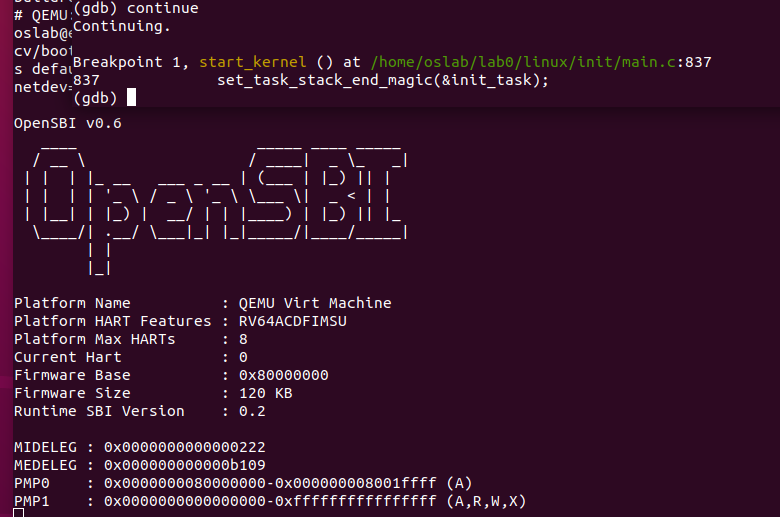 (gdb) continue
Continuing.
# QEMU
oslab@
Breakpoint 1, start_kernel () at /home/oslab/lab0/linux/init/main.c:837
cv/boot
s defau
837 set_task_stack_end_magic(&init_task);
netdev
(gdb)
OpenSBI v0.6
OpenSBI
Platform Name : QEMU Virt Machine
Platform HART Features : RV64ACDFIMSU
Platform Max HARTs : 8
Current Hart : 0
Firmware Base : 0x80000000
Firmware Size : 120 KB
Runtime SBI Version : 0.2
MIDELEG : 0x0000000000000222
MEDELEG : 0x000000000000b109
PMP0 : 0x0000000080000000-0x000000008001ffff (A)
PMP1 : 0x0000000000000000-0xffffffffffffffff (A,R,W,X)